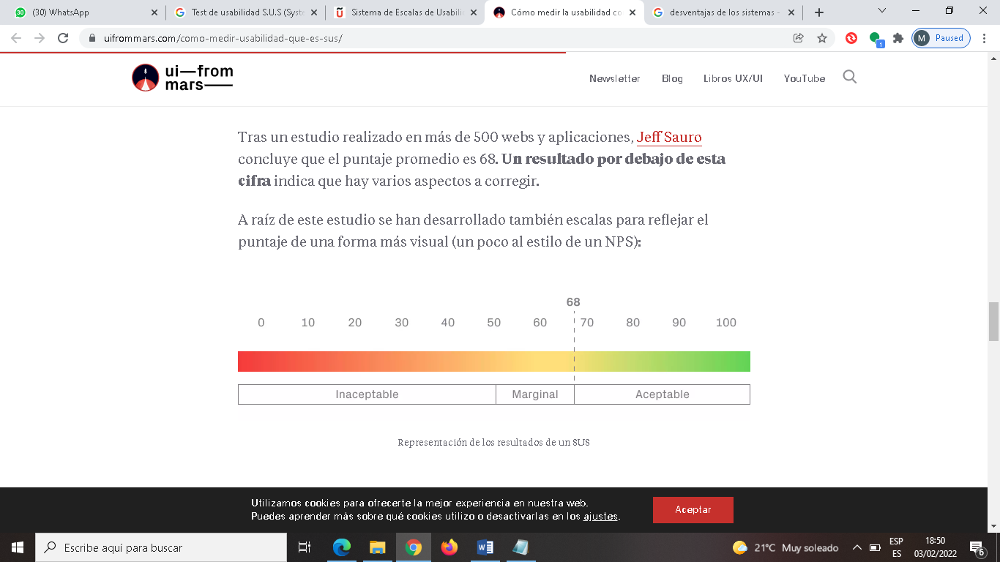 (30) WhatsApp
Test de usabilidad S.U.S (Syste
Sistema de Escalas de Usabili
Cómo medir la usabilidad co
desventajas de los sistemas -
uifrommars.com/como-medir-usabilidad-que-es-sus/
M Paused
1
ui—from
mars—
Newsletter Blog Libros UX/UI YouTube
Tras un estudio realizado en más de 500 webs y aplicaciones, Jeff Sauro
concluye que el puntaje promedio es 68. Un resultado por debajo de esta
cifra indica que hay varios aspectos a corregir.
A raíz de este estudio se han desarrollado también escalas para reflejar el
puntaje de una forma más visual (un poco al estilo de un NPS):
68
0 10 20 30 40 50 60 70 80 90 100
Inaceptable Marginal Aceptable
Representación de los resultados de un SUS
Utilizamos cookies para ofrecerte la mejor experiencia en nuestra web.
Puedes aprender más sobre qué cookies utilizo o desactivarlas en los ajustes.
Aceptar
Escribe aquí para buscar
21°C Muy soleado
ESP
ES
18:50
03/02/2022
6